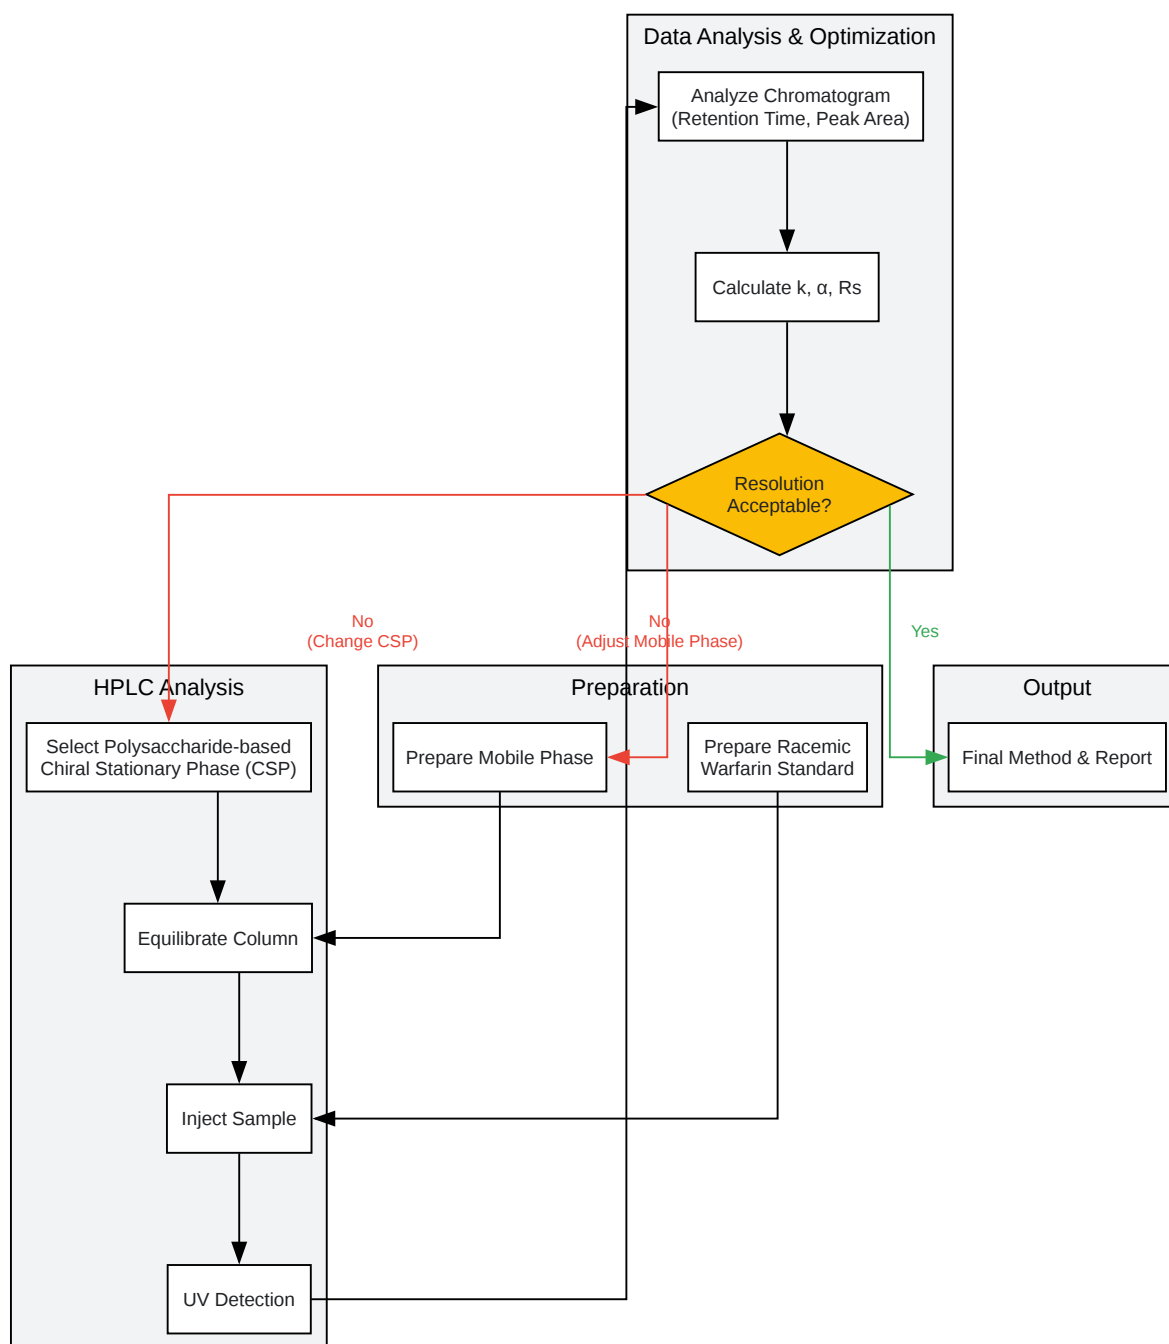 Data Analysis & Optimization
Analyze Chromatogram
(Retention Time, Peak Area)
Calculate k, α, Rs
Resolution
Acceptable?
No
(Change CSP)
No
(Adjust Mobile Phase)
Yes
HPLC Analysis
Select Polysaccharide-based
Chiral Stationary Phase (CSP)
Equilibrate Column
Inject Sample
UV Detection
Preparation
Prepare Mobile Phase
Prepare Racemic
Warfarin Standard
Output
Final Method & Report